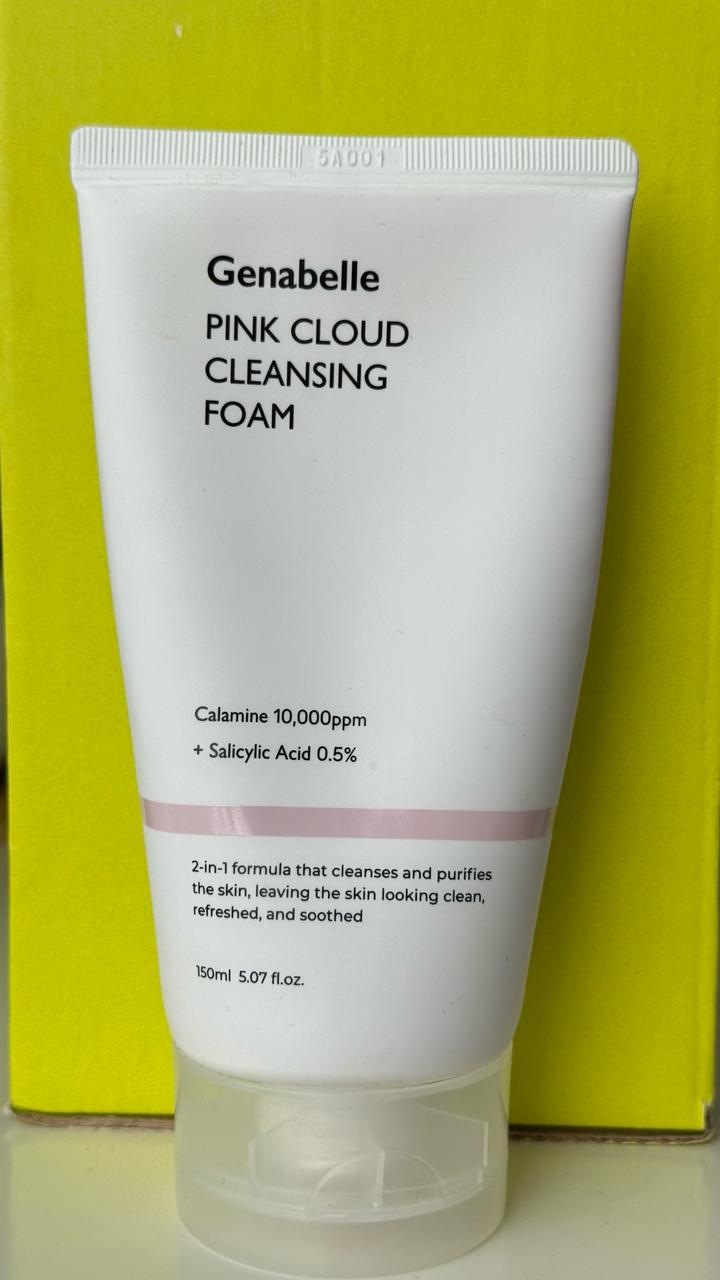 5A001
Genabelle
PINK CLOUD
CLEANSING
FOAM
Calamine 10,000ppm
+ Salicylic Acid 0.5%
2-in-1 formula that cleanses and purifies
the skin, leaving the skin looking clean,
refreshed, and soothed
150ml 5.07 fl.oz.